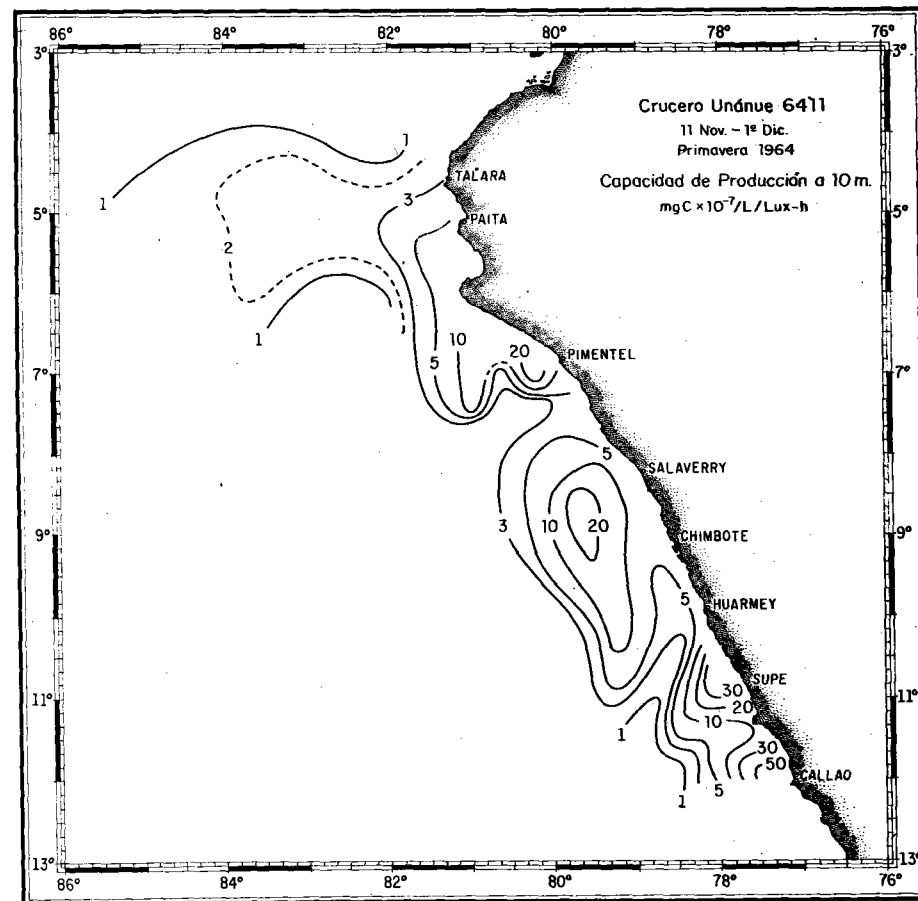 86° 84° 82° 80° 78° 76°
3°
Crucero Unánue 6411
11 Nov. - 1º Dic.
Primavera 1964
Capacidad de Producción a 10 m.
mgC × 10⁻⁷/L/Lux-h
1
TALARA
1 3
5° PAITA 5°
2
1 10 20 PIMENTEL
5
7° 7°
5
SALAVERRY
3 10 20
9° CHIMBOTE 9°
5 HUARMEY
SUPE
11° 30 11°
20
1 10
30
50
CALLAO
5
1
13° 13°
86° 84° 82° 80° 78° 76°